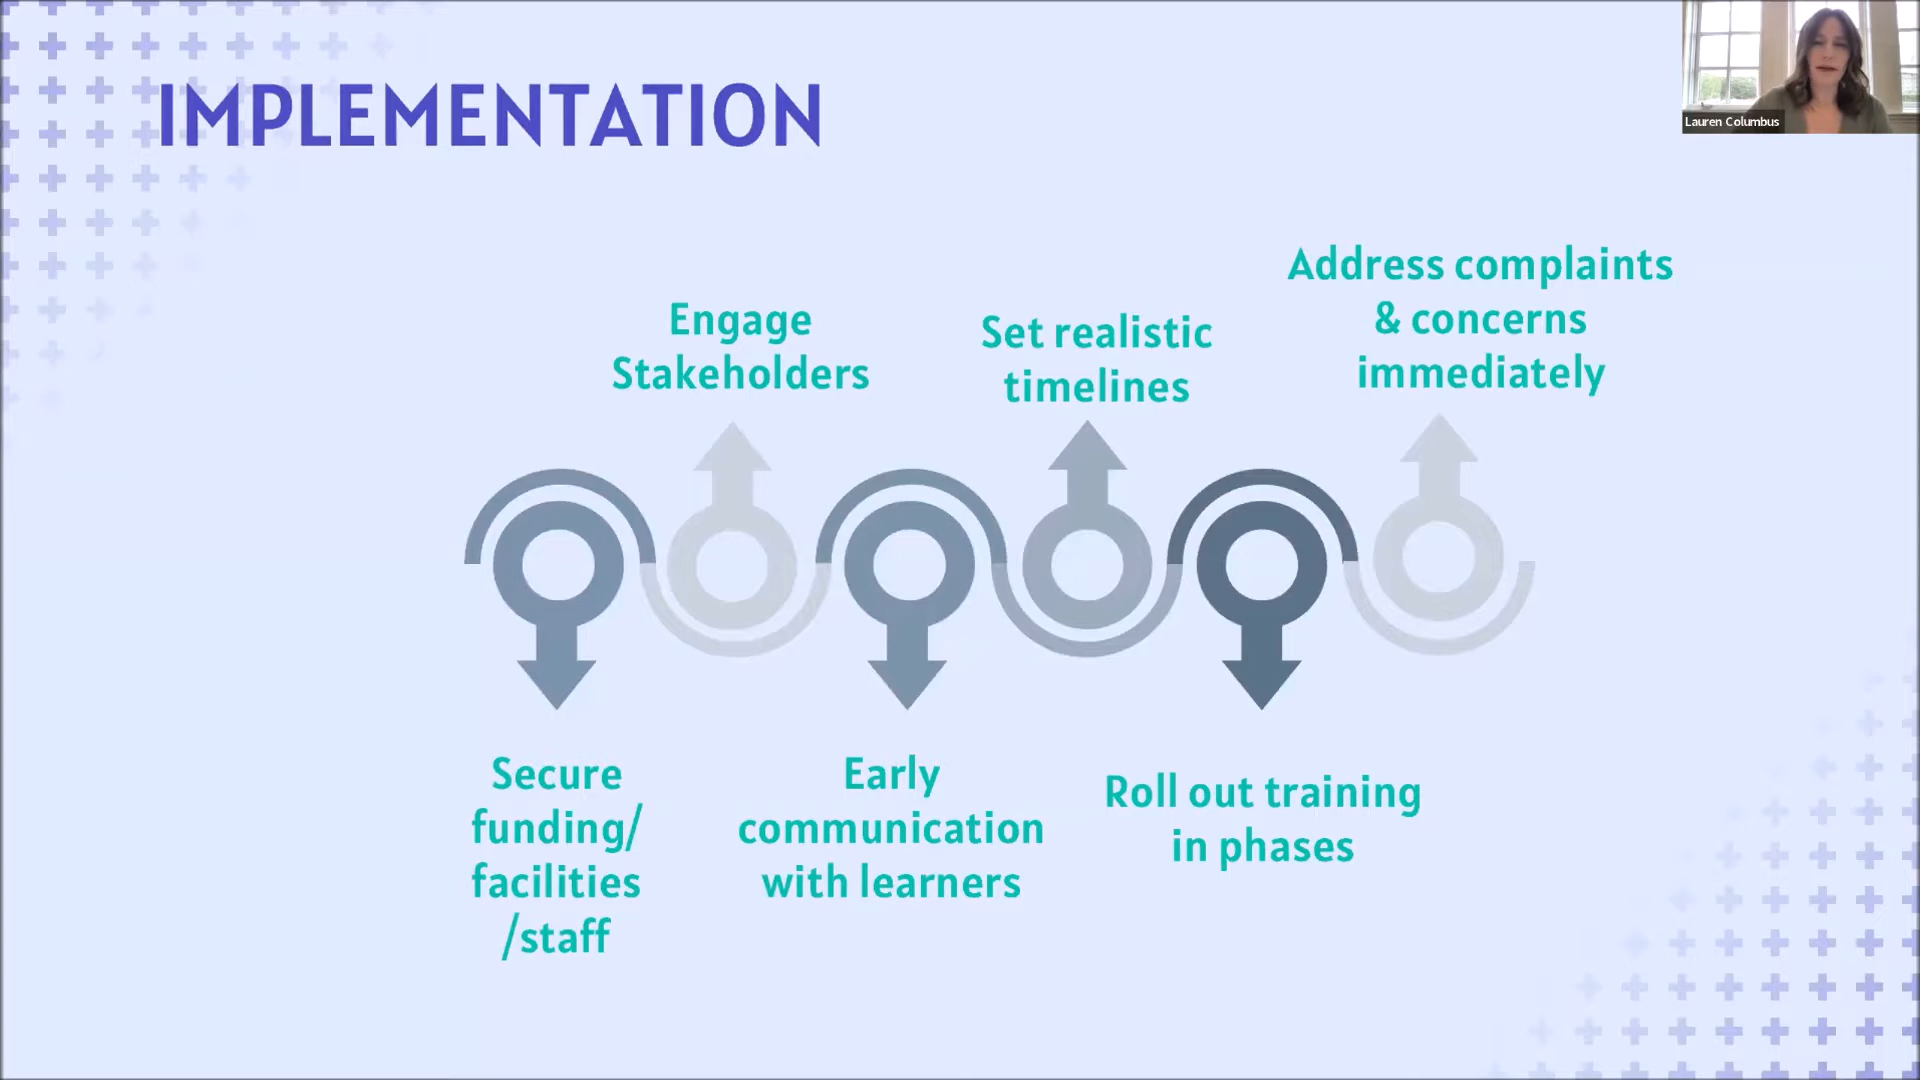 IMPLEMENTATION
Lauren Columbus
Engage
Stakeholders
Set realistic
timelines
Address complaints
& concerns
immediately
Secure
funding/
facilities
/staff
Early
communication
with learners
Roll out training
in phases